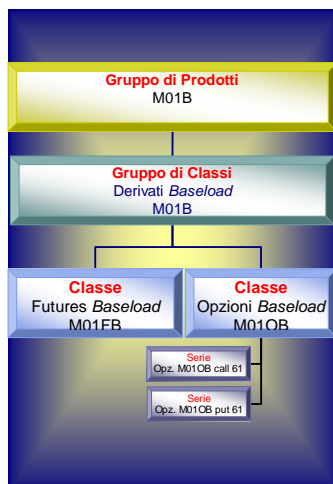 Gruppo di Prodotti
M01B
Gruppo di Classi
Derivati Baseload
M01B
Classe
Futures Baseload
M01FB
Classe
Opzioni Baseload
M01OB
Serie
Opz. M01OB call 61
Serie
Opz. M01OB put 61